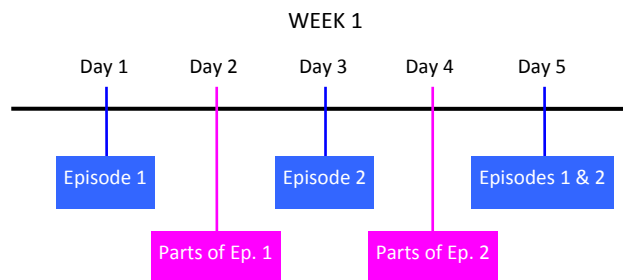 WEEK 1
Day 1 Day 2 Day 3 Day 4 Day 5
Episode 1 Episode 2 Episodes 1 & 2
Parts of Ep. 1 Parts of Ep. 2